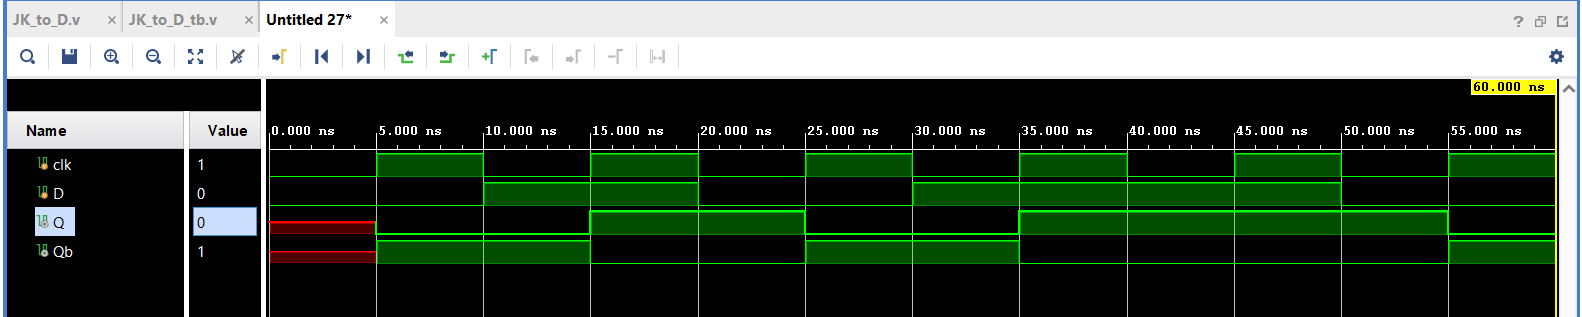 JK_to_D.v × JK_to_D_tb.v × Untitled 27* × ?
60.000 ns
Name Value 0.000 ns 5.000 ns 10.000 ns 15.000 ns 20.000 ns 25.000 ns 30.000 ns 35.000 ns 40.000 ns 45.000 ns 50.000 ns 55.000 ns
clk 1
D 0
Q 0
Qb 1